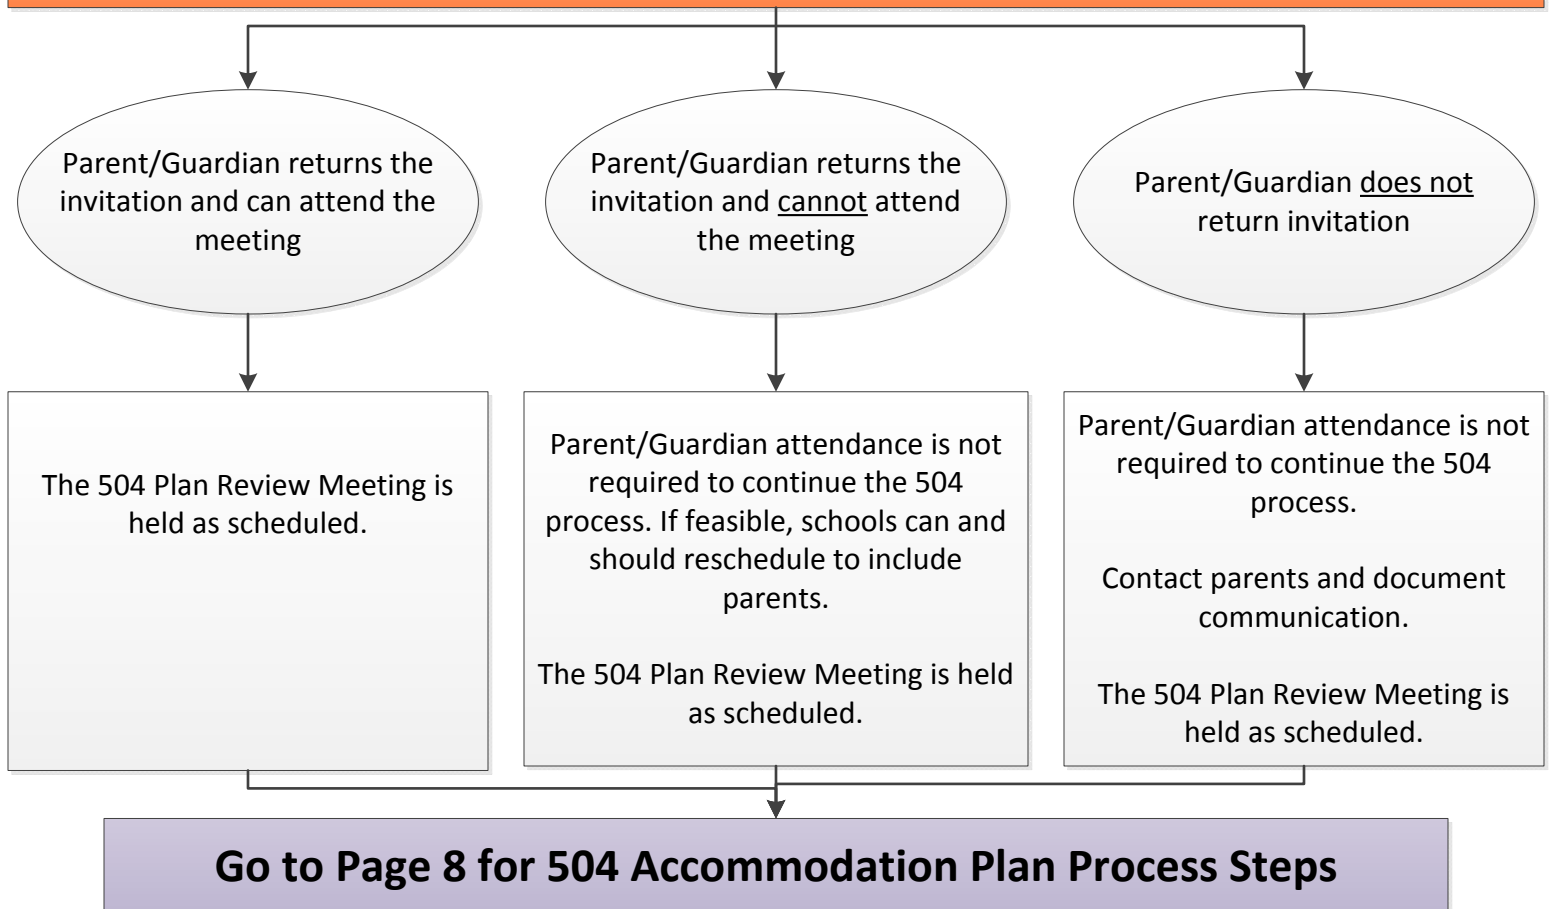 Parent/Guardian returns the
invitation and can attend the
meeting
Parent/Guardian returns the
invitation and cannot attend
the meeting
Parent/Guardian does not
return invitation
The 504 Plan Review Meeting is
held as scheduled.
Parent/Guardian attendance is not
required to continue the 504
process. If feasible, schools can and
should reschedule to include
parents.
The 504 Plan Review Meeting is held
as scheduled.
Parent/Guardian attendance is not
required to continue the 504
process.
Contact parents and document
communication.
The 504 Plan Review Meeting is
held as scheduled.
Go to Page 8 for 504 Accommodation Plan Process Steps